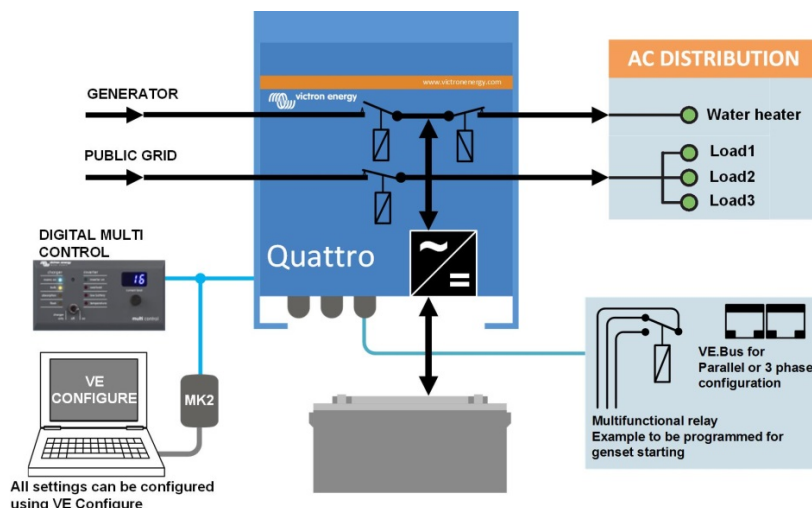 AC DISTRIBUTION
www.victronenergy.com
victron energy
GENERATOR
Water heater
PUBLIC GRID
Load1
Load2
Load3
DIGITAL MULTI
CONTROL
Quattro
16
multi control
VE
CONFIGURE
MK2
VE.Bus for
Parallel or 3 phase
configuration
Multifunctional relay
Example to be programmed for
genset starting
All settings can be configured
using VE Configure